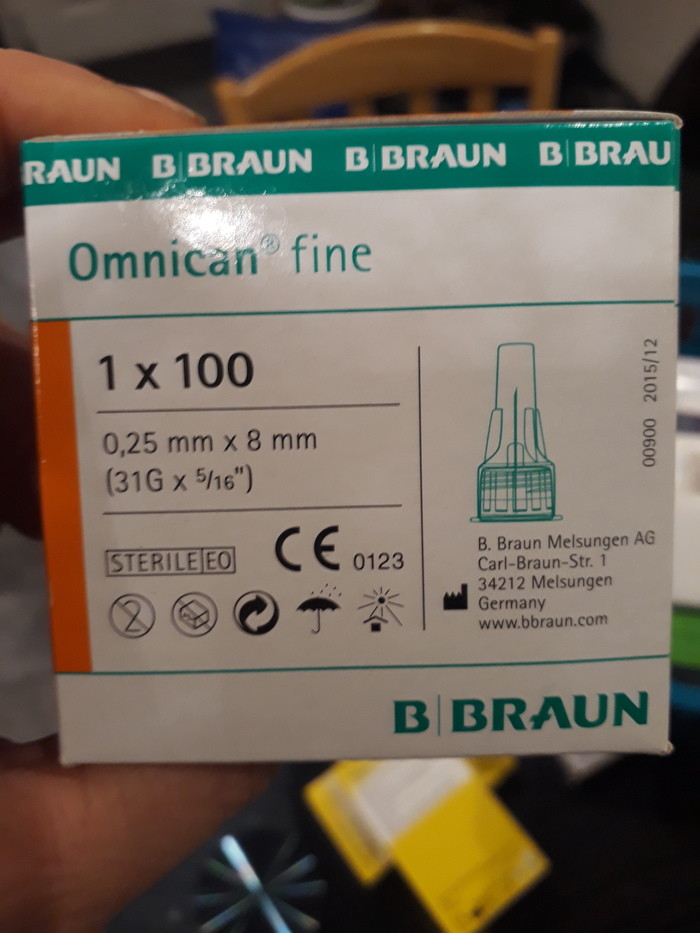 RAUN B BRAUN B BRAUN B BRAU
Omnican® fine
1 x 100
0,25 mm x 8 mm
(31G x 5/16")
STERILE EO
CE 0123
2
00900 2015/12
B. Braun Melsungen AG
Carl-Braun-Str. 1
34212 Melsungen
Germany
www.bbraun.com
B BRAUN